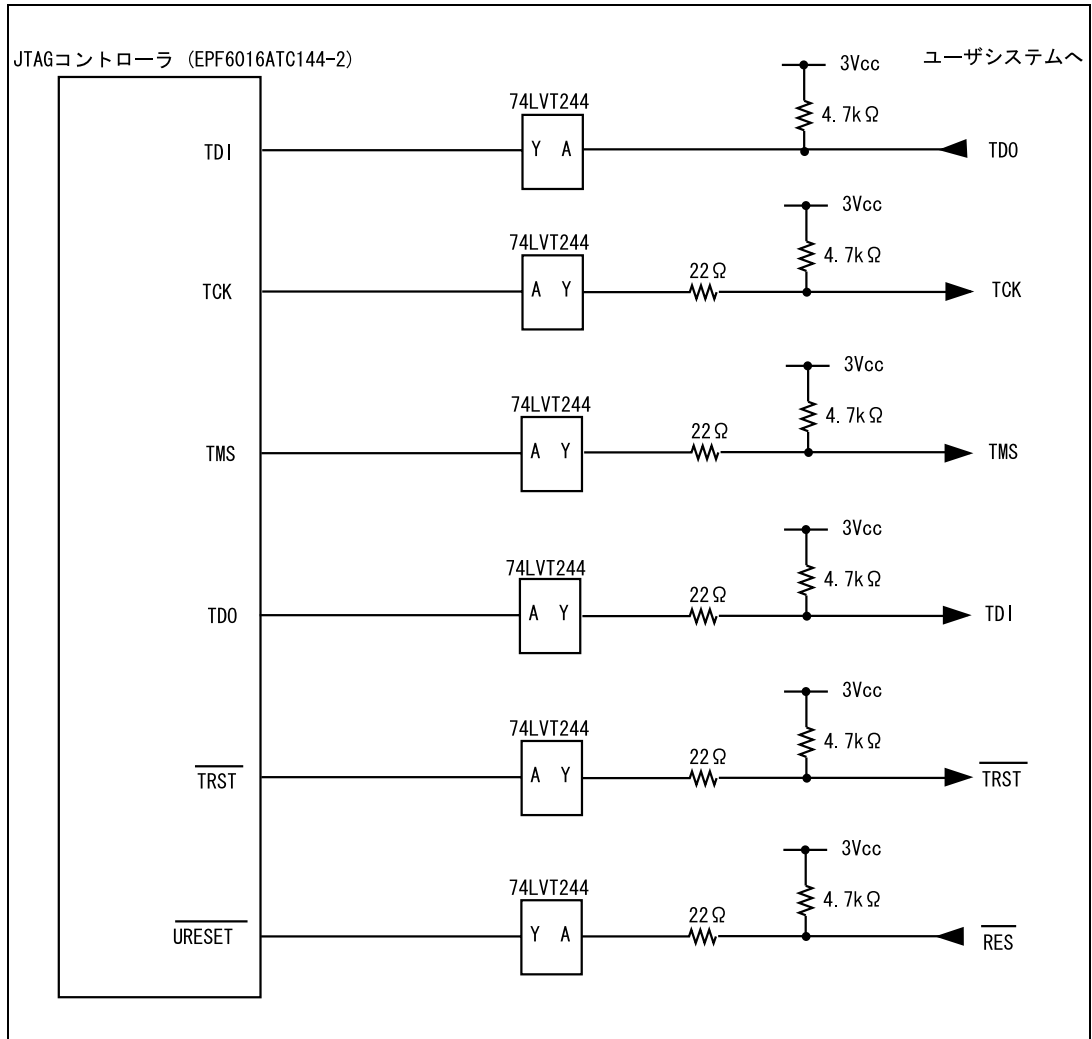 JTAGコントローラ (EPF6016ATC144-2)
ユーザシステムへ
3Vcc
74LVT244
4.7kΩ
TDI
Y A
TDO
3Vcc
74LVT244
4.7kΩ
22Ω
TCK
A Y
TCK
3Vcc
74LVT244
4.7kΩ
22Ω
TMS
A Y
TMS
3Vcc
74LVT244
4.7kΩ
22Ω
TDO
A Y
TDI
3Vcc
74LVT244
4.7kΩ
22Ω
TRST
A Y
TRST
3Vcc
74LVT244
4.7kΩ
22Ω
URESET
Y A
RES